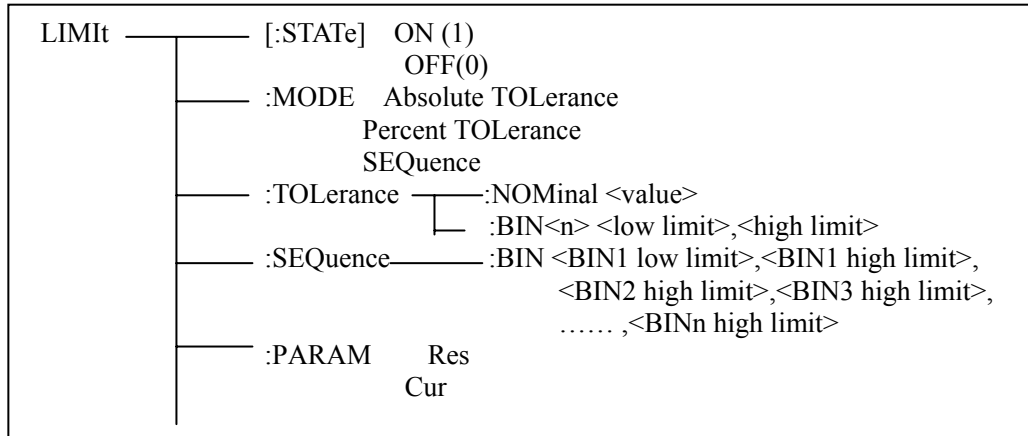 LIMIt [:STATe] ON (1)
OFF(0)
:MODE Absolute TOLerance
Percent TOLerance
SEQuence
:TOLerance :NOMinal <value>
:BIN<n> <low limit>,<high limit>
:SEQuence :BIN <BIN1 low limit>,<BIN1 high limit>,
<BIN2 high limit>,<BIN3 high limit>,
…… ,<BINn high limit>
:PARAM Res
Cur